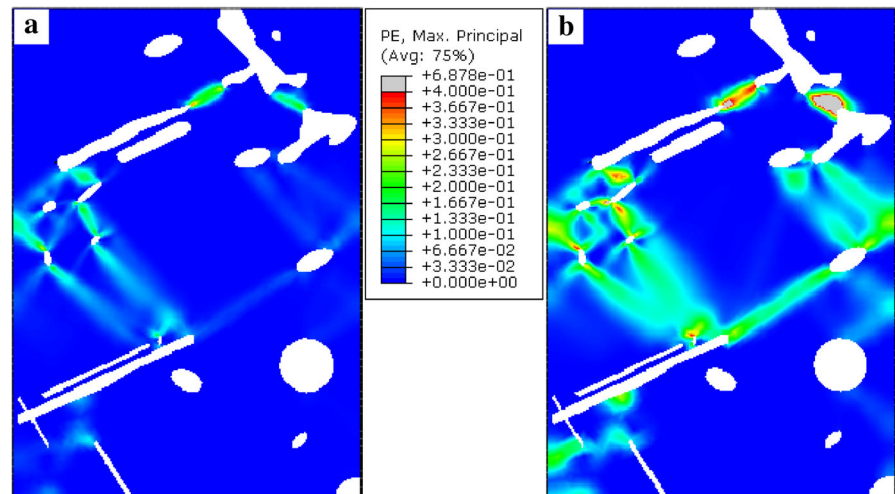 a
PE, Max. Principal
(Avg: 75%)
+6.878e-01
+4.000e-01
+3.667e-01
+3.333e-01
+3.000e-01
+2.667e-01
+2.333e-01
+2.000e-01
+1.667e-01
+1.333e-01
+1.000e-01
+6.667e-02
+3.333e-02
+0.000e+00
b